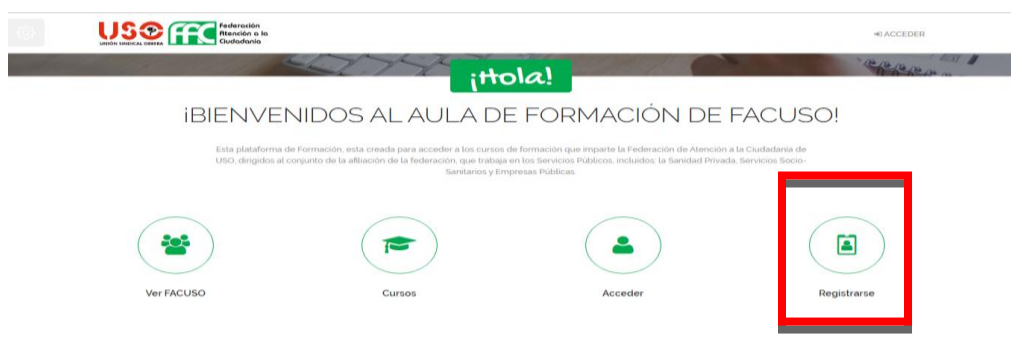 USO
UNIÓN SINDICAL OBRERA
FFC
Federación
Atención a la
Ciudadanía
ACCEDER
¡Hola!
¡BIENVENIDOS AL AULA DE FORMACIÓN DE FACUSO!
Esta plataforma de Formación, esta creada para acceder a los cursos de formación que imparte la Federación de Atención a la Ciudadanía de
USO, dirigidos al conjunto de la afiliación de la federación, que trabaja en los Servicios Públicos, incluidos: la Sanidad Privada, Servicios Socio-
Sanitarios y Empresas Públicas.
Ver FACUSO
Cursos
Acceder
Registrarse